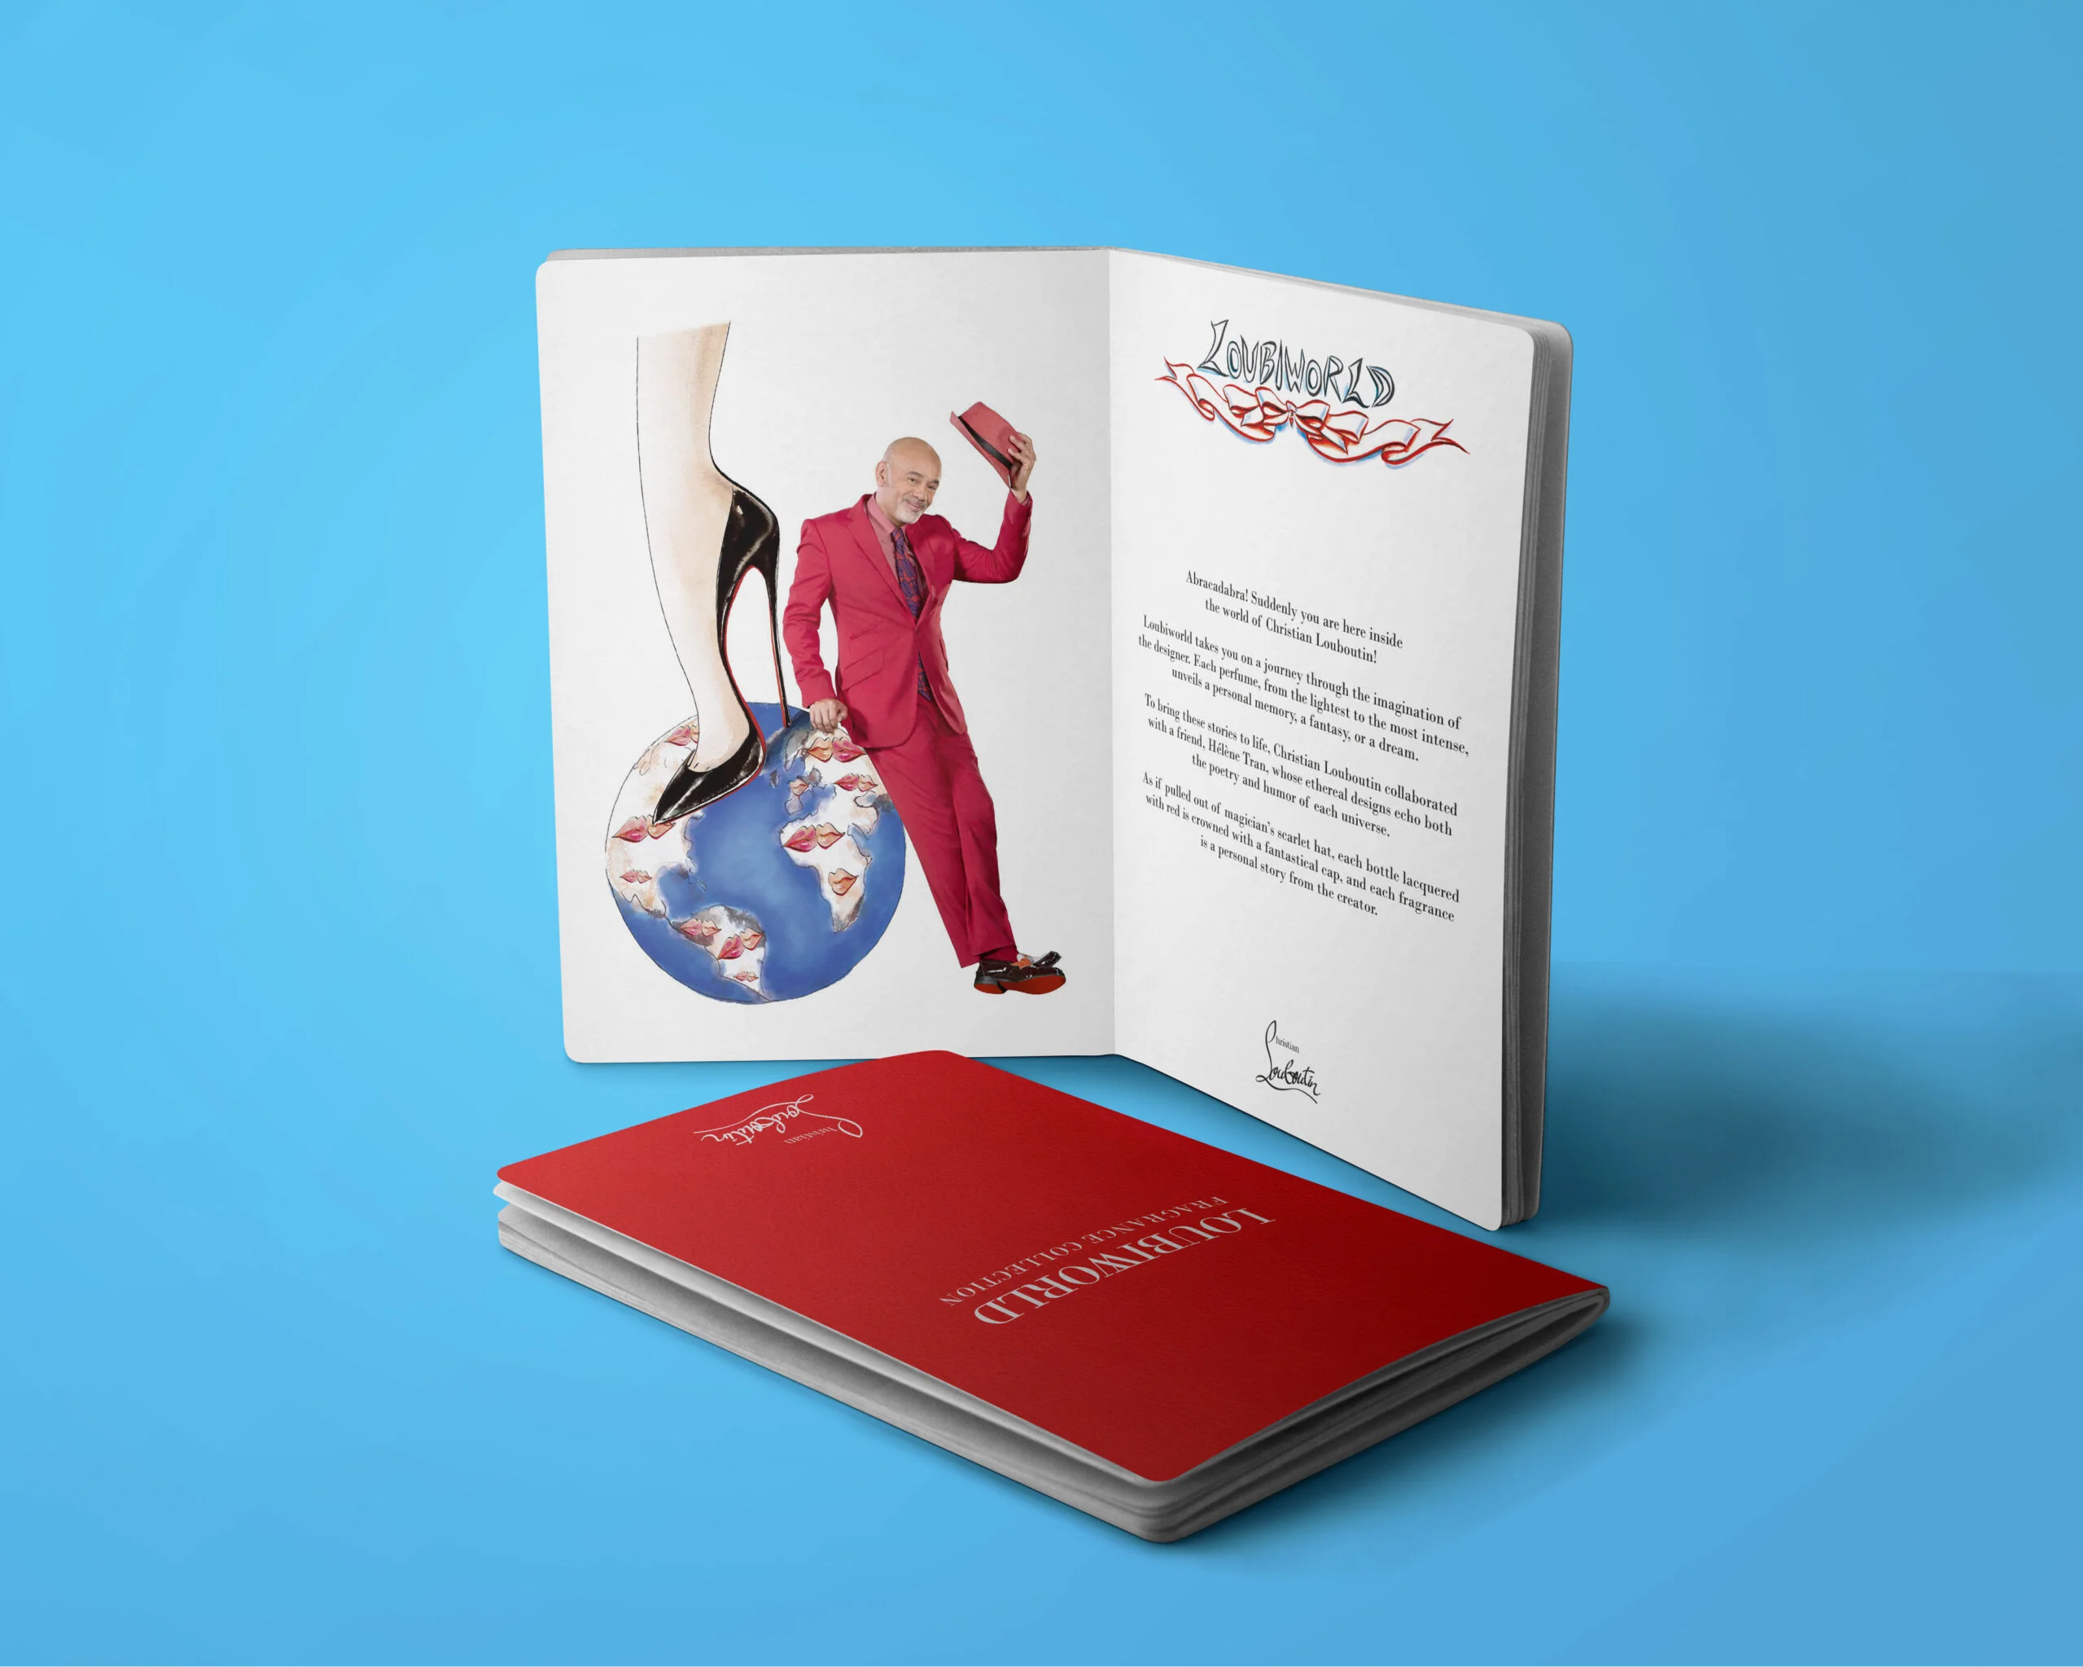 LOUBIWORLD
Abracadabra! Suddenly you are here inside
the world of Christian Louboutin!
Loubiworld takes you on a journey through the imagination of
the designer. Each perfume, from the lightest to the most intense,
unveils a personal memory, a fantasy, or a dream.
To bring these stories to life, Christian Louboutin collaborated
with a friend, Hélène Tran, whose ethereal designs echo both
the poetry and humor of each universe.
As if pulled out of magician's scarlet hat, each bottle lacquered
with red is crowned with a fantastical cap, and each fragrance
is a personal story from the creator.
Christian
Louboutin
Christian
Louboutin
LOUBIWORLD
FRAGRANCE COLLECTION